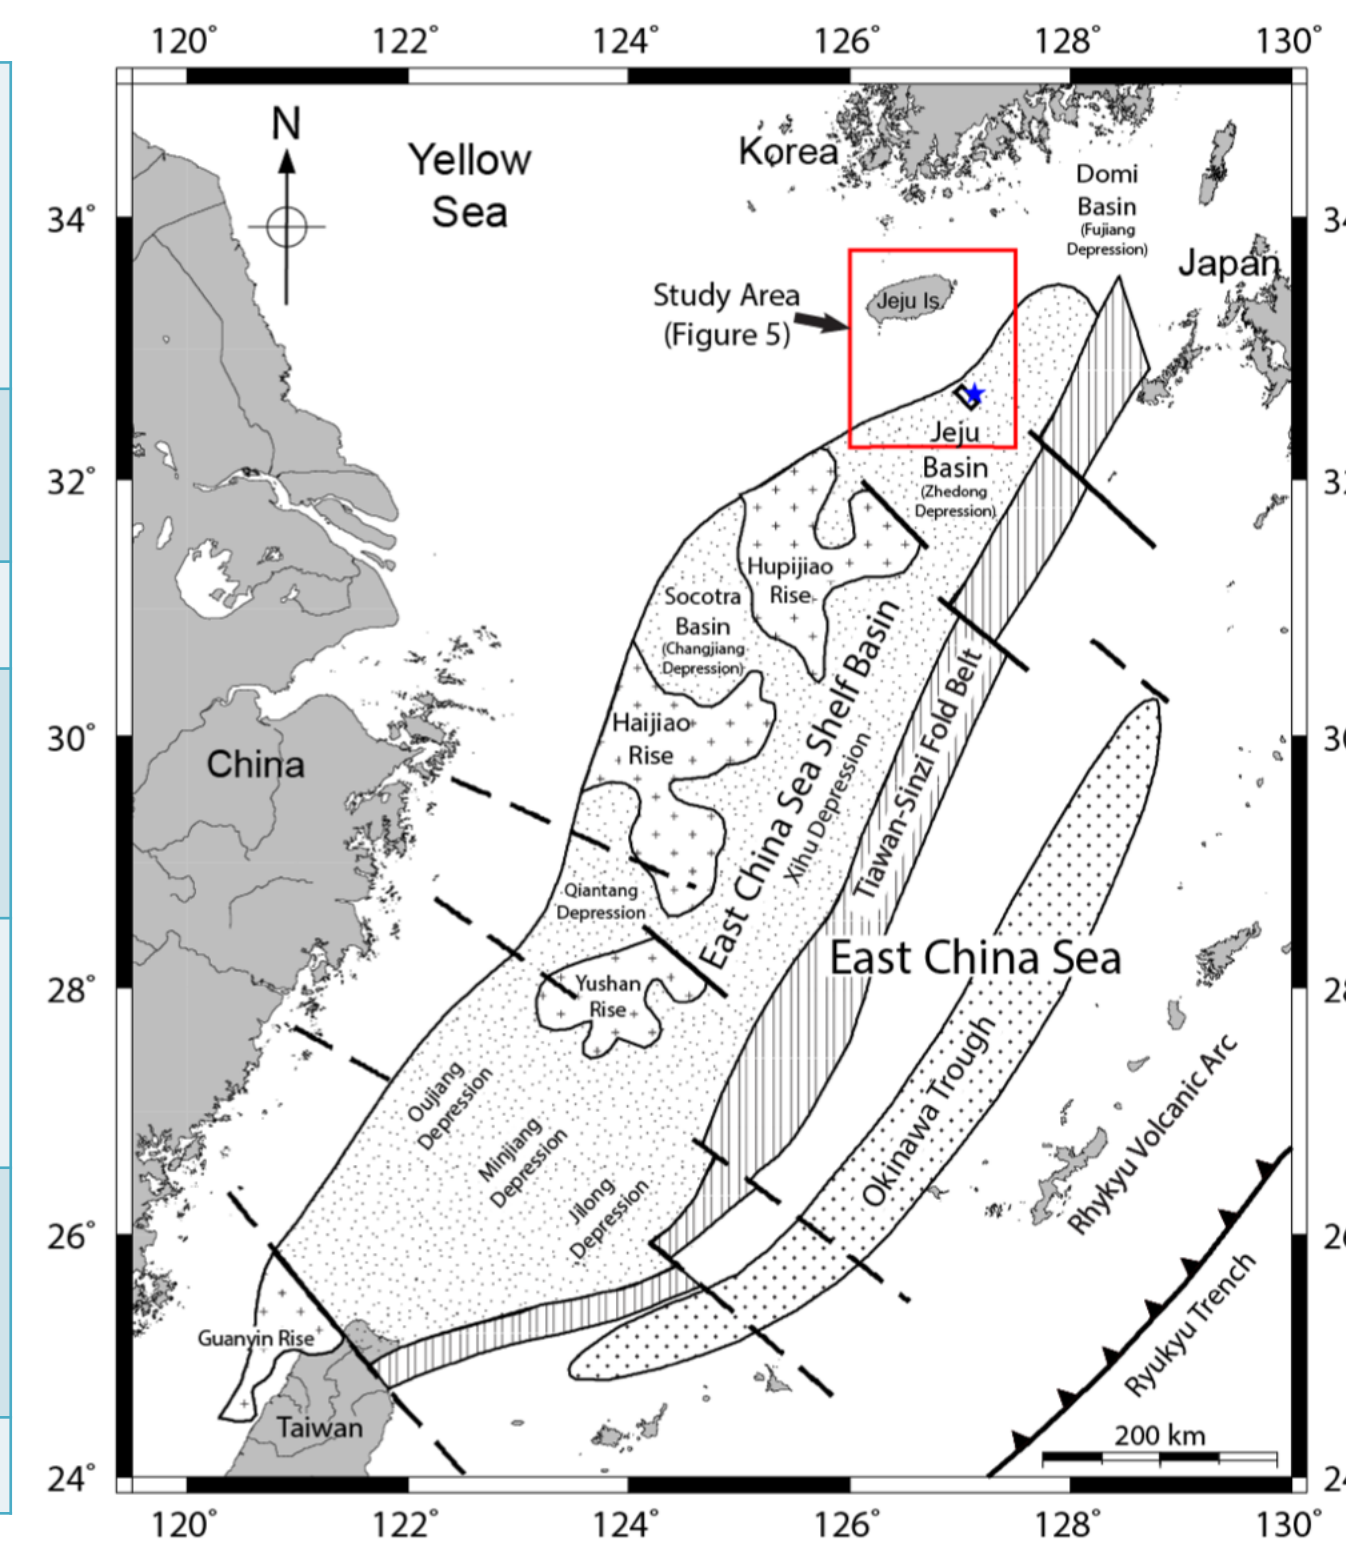 120° 122° 124° 126° 128° 130°
N
Yellow
Sea
Korea
Domi
Basin
(Fujiang
Depression)
34°
34
Japan
Study Area
(Figure 5)
Jeju Is.
Jeju
Basin
(Zhedong
Depression)
32°
Hupijiao
Rise
Socotra
Basin
(Changjiang
Depression)
Haijiao
Rise
30°
China
East China Sea Shelf Basin
Xihu Depression
Tiawan-Sinzi Fold Belt
Qiantang
Depression
East China Sea
28°
Yushan
Rise
Oujiang
Depression
Minjiang
Depression
Jilong
Depression
Okinawa Trough
Rhykyu Volcanic Arc
26°
Guanyin Rise
Taiwan
Ryukyu Trench
200 km
24°
120° 122° 124° 126° 128° 130°